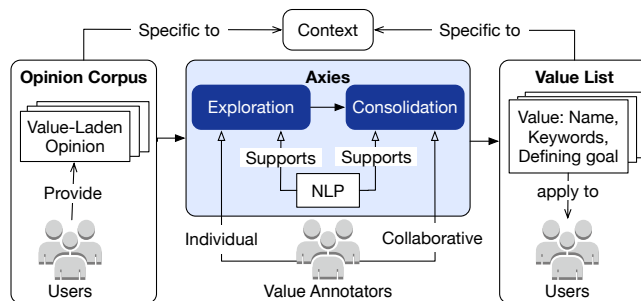 Specific to
Context
Specific to
Opinion Corpus
Value-Laden
Opinion
Provide
Users
Axies
Exploration
Consolidation
Supports
Supports
NLP
Individual
Collaborative
Value Annotators
Value List
Value: Name,
Keywords,
Defining goal
apply to
Users